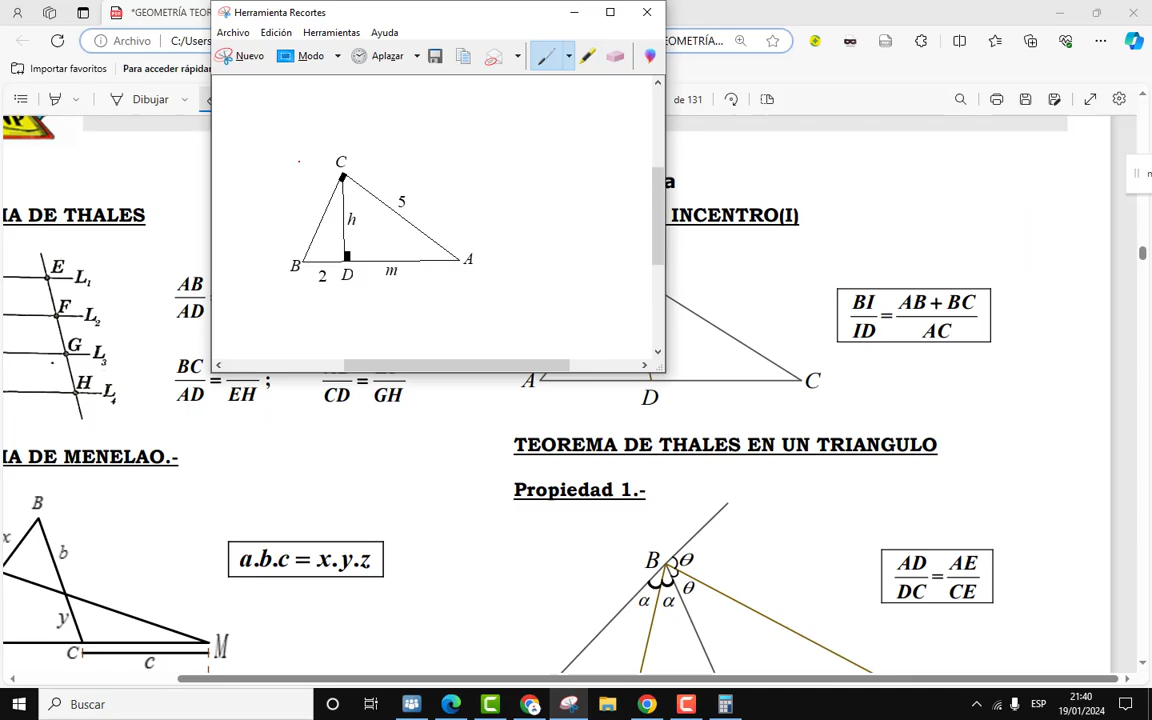 *GEOMETRÍA TEOR
Herramienta Recortes
Archivo
C:/Users
EOMETRÍA...
Archivo Edición Herramientas Ayuda
Importar favoritos
Para acceder rápidar
Nuevo Modo Aplazar
Dibujar
de 131
C
5
h
B
2 D m A
a
IA DE THALES
INCENTRO(I)
E
L1
F
L2
G
L3
H
L4
AB
AD =
BC
AD = EH ;
CD = GH
BI/ID = (AB + BC)/AC
A
D
C
MA DE MENELAO.-
TEOREMA DE THALES EN UN TRIANGULO
Propiedad 1.-
B
x
b
y
C
c
M
a.b.c = x.y.z
B
θ
θ
α α
AD/DC = AE/CE
Buscar
ESP
21:40
19/01/2024